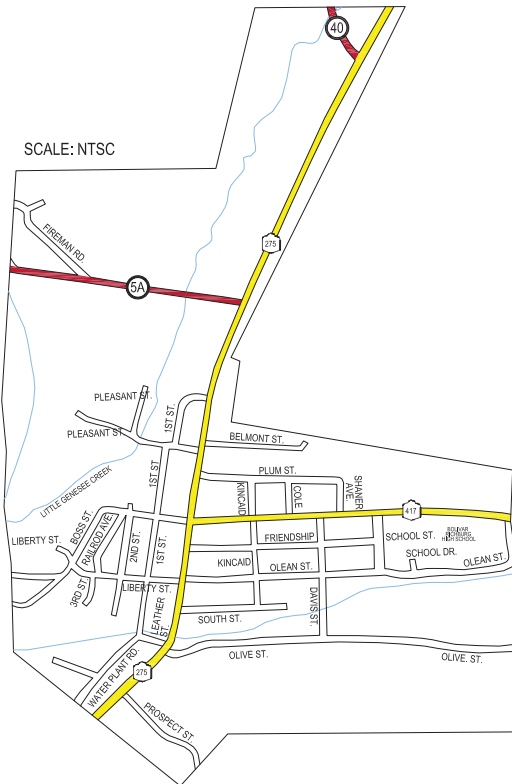 40
SCALE: NTSC
FIREMAN RD.
275
5A
PLEASANT ST.
1ST ST.
PLEASANT ST.
BELMONT ST.
1ST ST
PLUM ST.
LITTLE GENESEE CREEK
KINCAID
COLE
SHANER
AVE.
BOSS ST.
RAILROD AVE.
417
LIBERTY ST.
2ND ST.
1ST ST.
FRIENDSHIP
SCHOOL ST.
BOLIVAR
RICHBURG
HIGH SCHOOL
SCHOOL DR.
KINCAID
OLEAN ST.
OLEAN ST.
3RD ST.
LIBERTY ST.
LEATHER
ST.
SOUTH ST.
DAVIS ST.
OLIVE ST.
OLIVE. ST.
WATER PLANT RD.
275
PROSPECT ST.